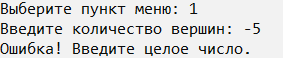 Выберите пункт меню: 1
Введите количество вершин: -5
Ошибка! Введите целое число.